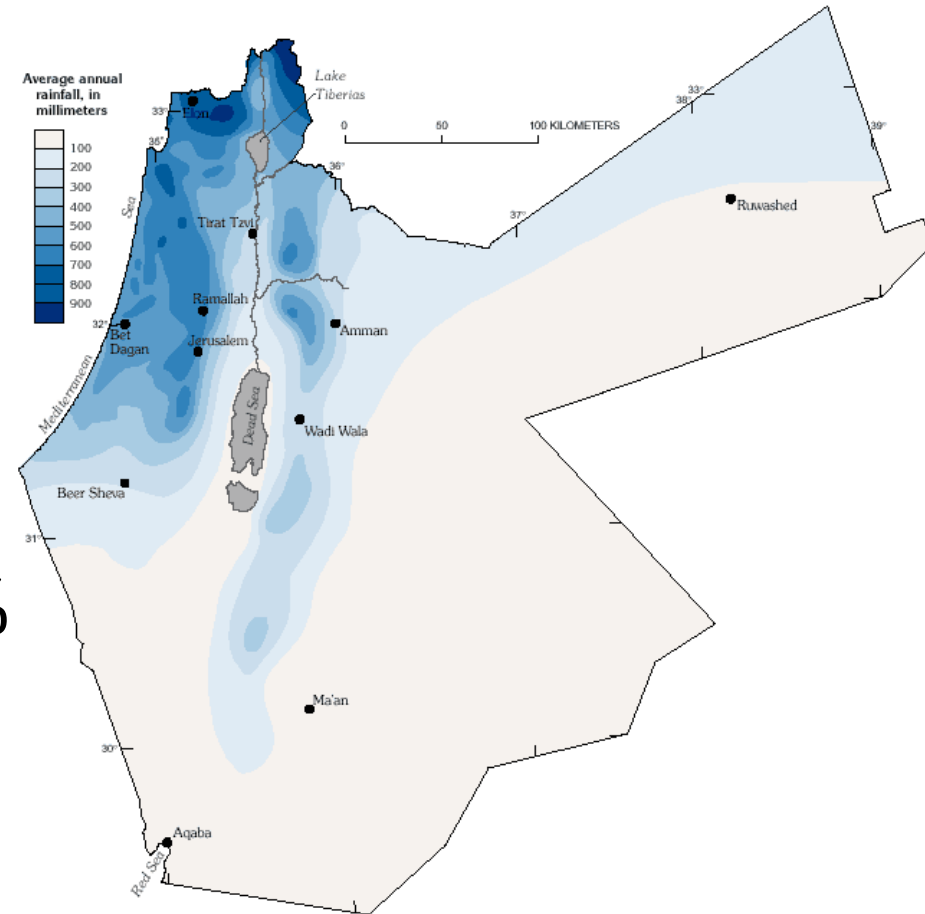 Average annual
rainfall, in
millimeters
100
200
300
400
500
600
700
800
900
Lake
Tiberias
0 50 100 KILOMETERS
33°
38°
33°
39°
Elon
33°
35°
36°
37°
Ruwashed
Sea
Tirat Tzvi
Ramallah
32°
Bet
Dagan
Jerusalem
Amman
Mediterranean
Dead Sea
Wadi Wala
Beer Sheva
31°
Ma'an
30°
Aqaba
Red Sea